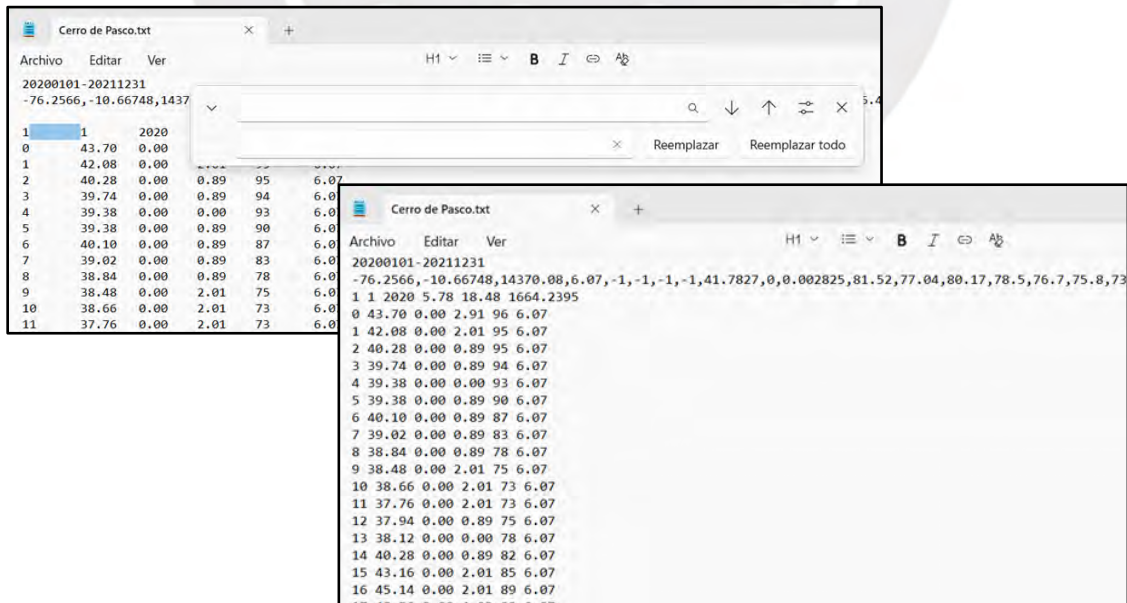 Cerro de Pasco.txt
Archivo Editar Ver H1 B I
20200101-20211231
-76.2566,-10.66748,1437
Reemplazar Reemplazar todo
1 1 2020
0 43.70 0.00
1 42.08 0.00
2 40.28 0.00 0.89 95 6.07
3 39.74 0.00 0.89 94 6.0
4 39.38 0.00 0.00 93 6.0
5 39.38 0.00 0.89 90 6.0
6 40.10 0.00 0.89 87 6.0
7 39.02 0.00 0.89 83 6.0
8 38.84 0.00 0.89 78 6.0
9 38.48 0.00 2.01 75 6.0
10 38.66 0.00 2.01 73 6.0
11 37.76 0.00 2.01 73 6.0
Cerro de Pasco.txt
Archivo Editar Ver H1 B I
20200101-20211231
-76.2566,-10.66748,14370.08,6.07,-1,-1,-1,-1,41.7827,0,0.002825,81.52,77.04,80.17,78.5,76.7,75.8,73
1 1 2020 5.78 18.48 1664.2395
0 43.70 0.00 2.91 96 6.07
1 42.08 0.00 2.01 95 6.07
2 40.28 0.00 0.89 95 6.07
3 39.74 0.00 0.89 94 6.07
4 39.38 0.00 0.00 93 6.07
5 39.38 0.00 0.89 90 6.07
6 40.10 0.00 0.89 87 6.07
7 39.02 0.00 0.89 83 6.07
8 38.84 0.00 0.89 78 6.07
9 38.48 0.00 2.01 75 6.07
10 38.66 0.00 2.01 73 6.07
11 37.76 0.00 2.01 73 6.07
12 37.94 0.00 0.89 75 6.07
13 38.12 0.00 0.00 78 6.07
14 40.28 0.00 0.89 82 6.07
15 43.16 0.00 2.01 85 6.07
16 45.14 0.00 2.01 89 6.07